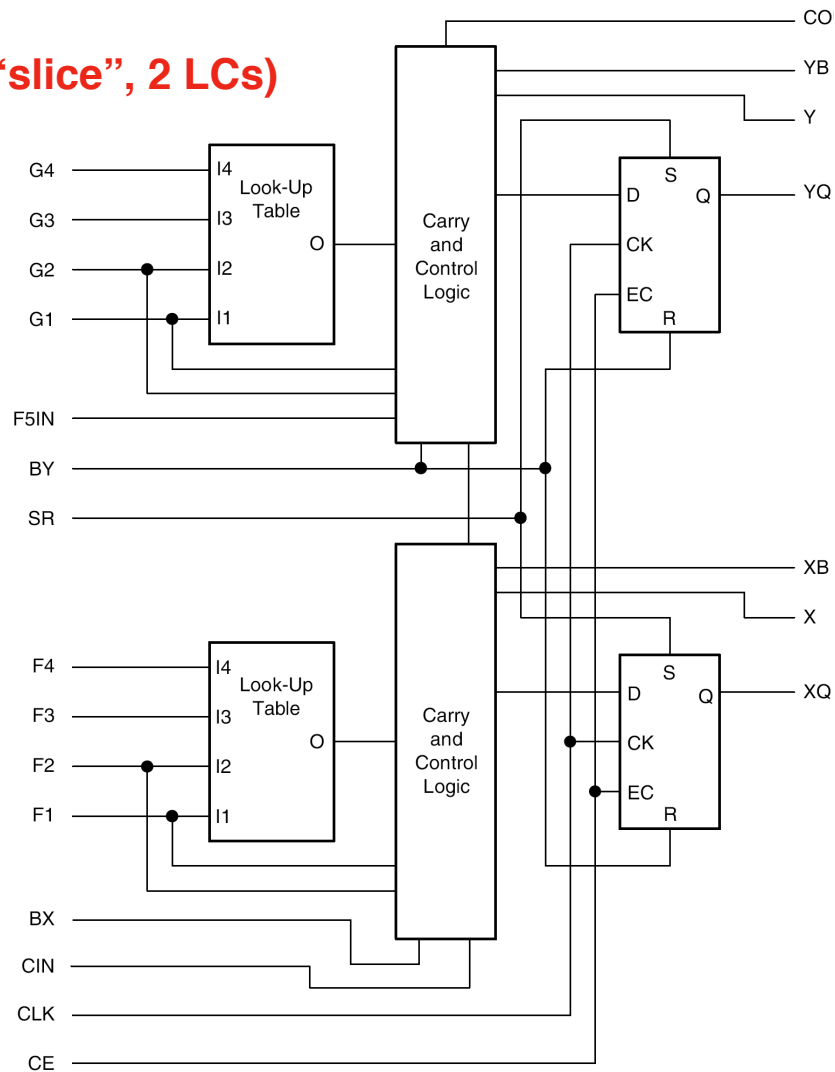 “slice”, 2 LCs)
CO
YB
Y
YQ
G4
G3
G2
G1
I4
I3
I2
I1
Look-Up
Table
O
Carry
and
Control
Logic
S
D
Q
CK
EC
R
F5IN
BY
SR
XB
X
XQ
F4
F3
F2
F1
I4
I3
I2
I1
Look-Up
Table
O
Carry
and
Control
Logic
S
D
Q
CK
EC
R
BX
CIN
CLK
CE